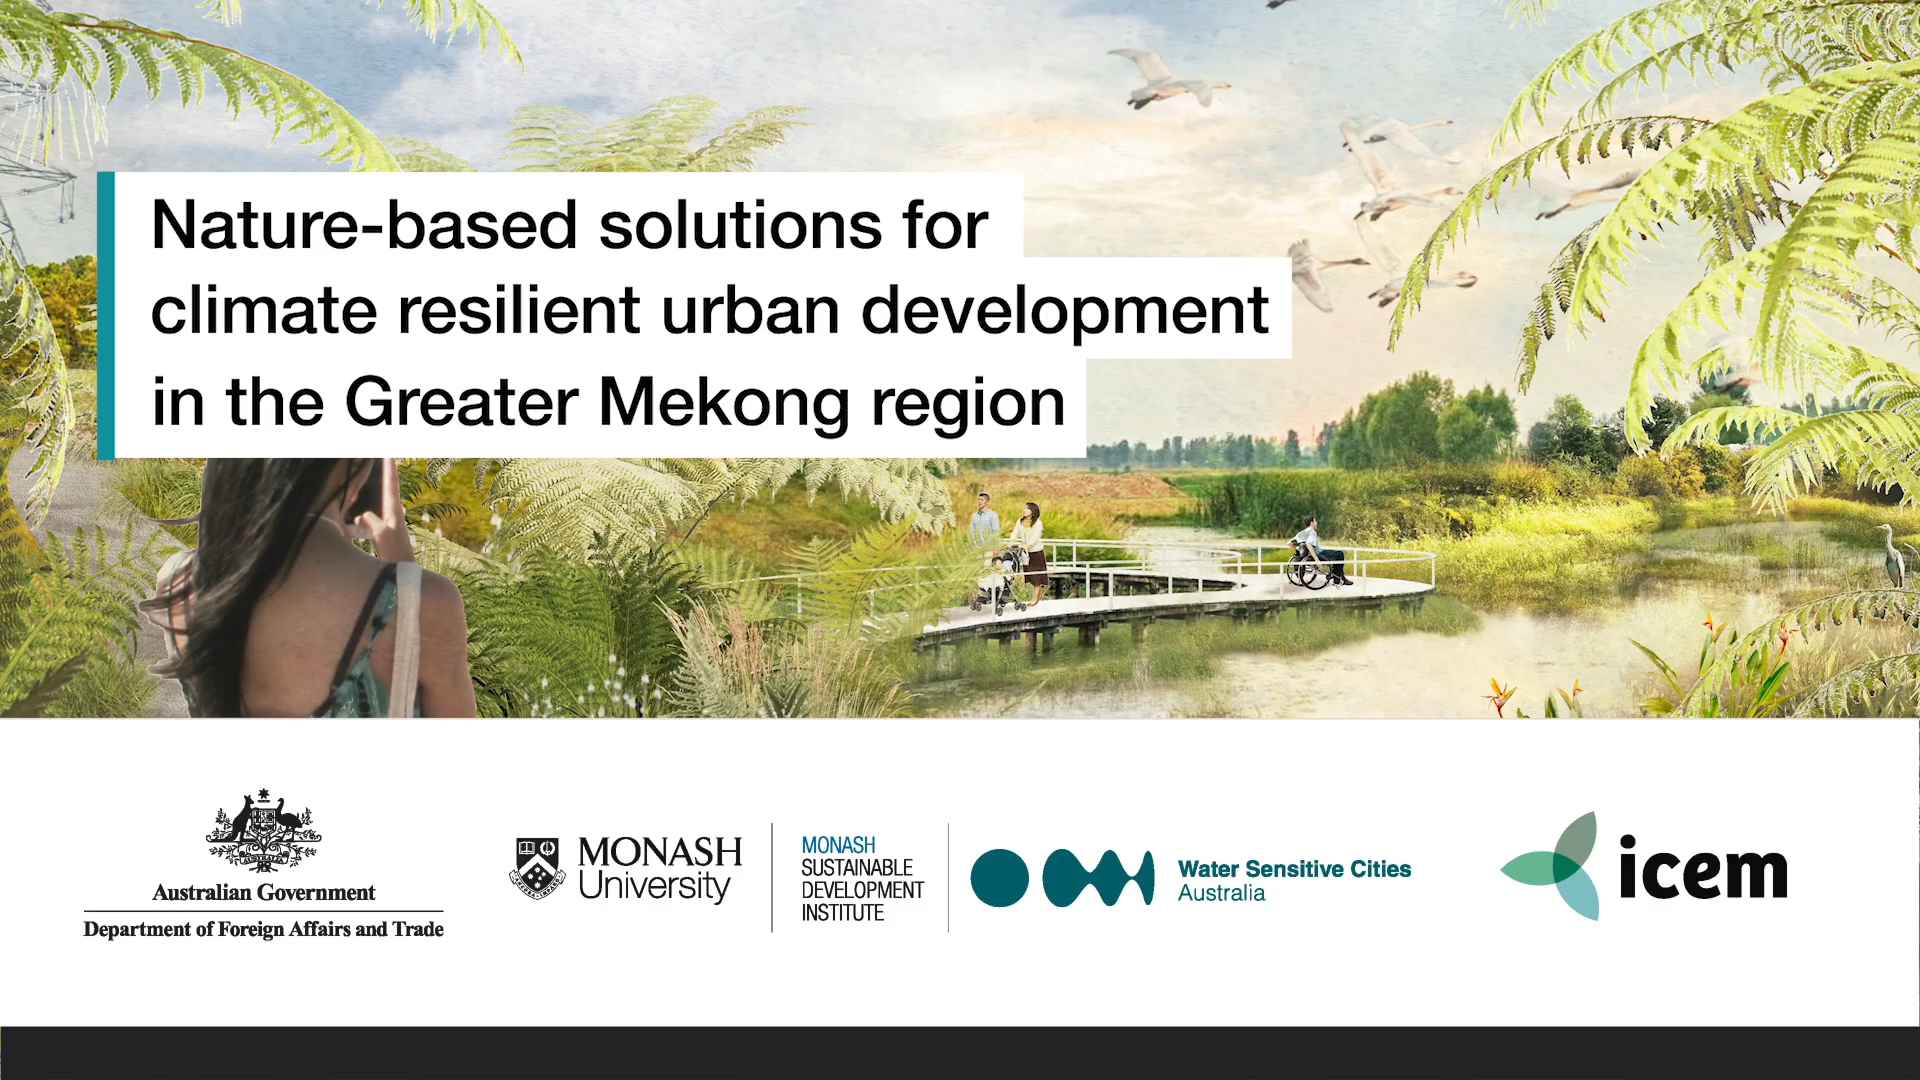 Nature-based solutions for
climate resilient urban development
in the Greater Mekong region
AUSTRALIA
Australian Government
Department of Foreign Affairs and Trade
MONASH
University
MONASH
SUSTAINABLE
DEVELOPMENT
INSTITUTE
Water Sensitive Cities
Australia
icem